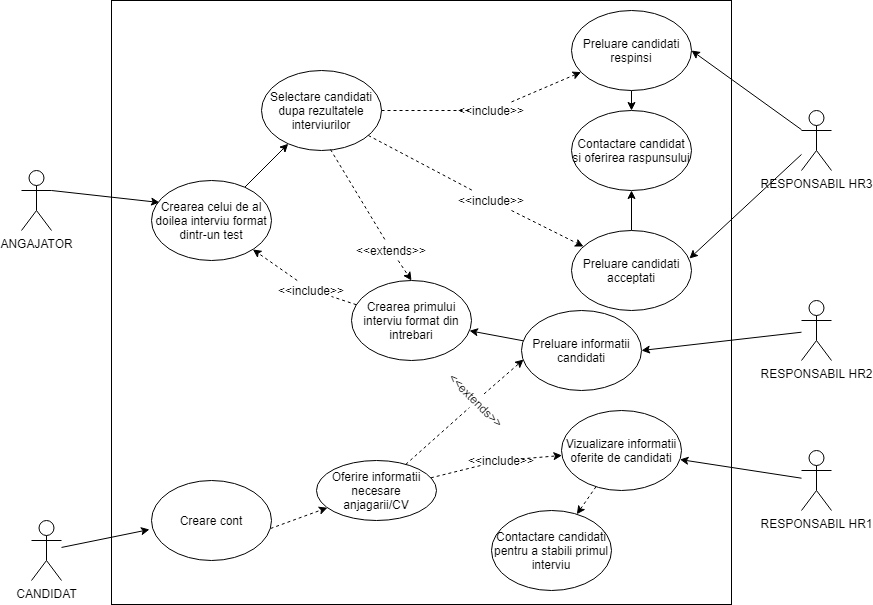 Preluare candidati
respinsi
Selectare candidati
dupa rezultatele
interviurilor
<<include>>
Contactare candidat
si oferirea raspunsului
RESPONSABIL HR3
ANGAJATOR
Crearea celui de al
doilea interviu format
dintr-un test
<<include>>
<<extends>>
Preluare candidati
acceptati
<<include>>
Crearea primului
interviu format din
intrebari
Preluare informatii
candidati
RESPONSABIL HR2
<<extends>>
Vizualizare informatii
oferite de candidati
<<include>>
Oferire informatii
necesare
anjagarii/CV
RESPONSABIL HR1
Creare cont
Contactare candidati
pentru a stabili primul
interviu
CANDIDAT